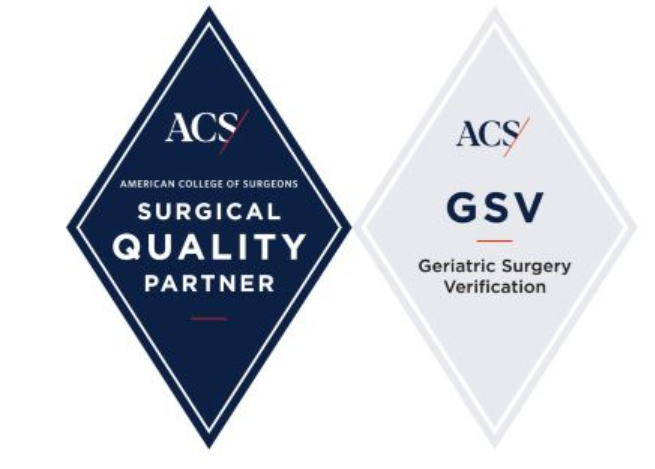 ACS
AMERICAN COLLEGE OF SURGEONS
SURGICAL
QUALITY
PARTNER
ACS
GSV
Geriatric Surgery
Verification